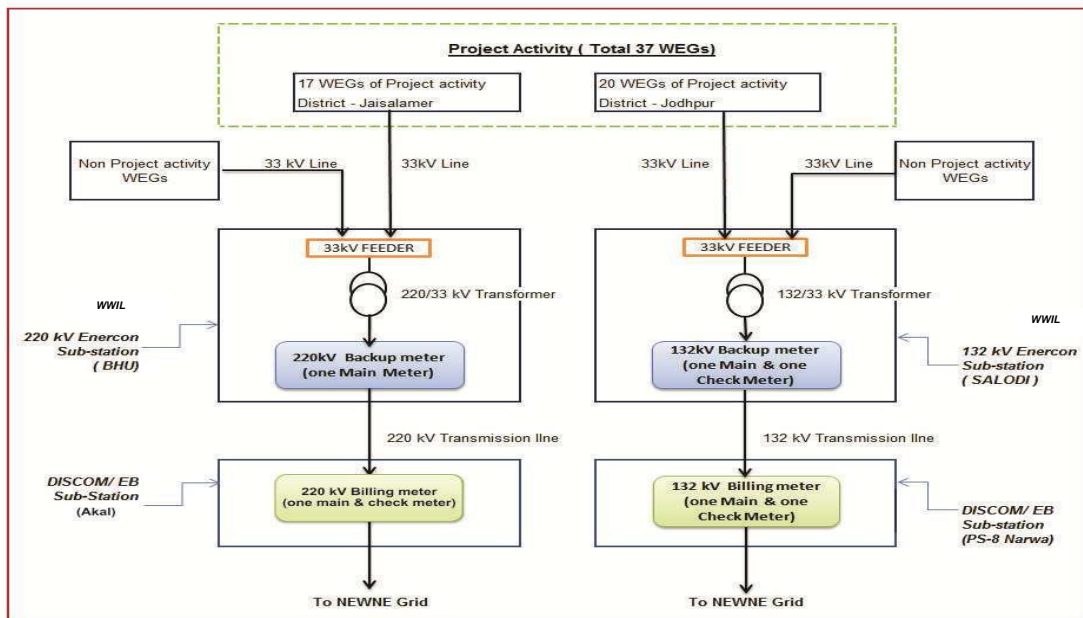 Project Activity ( Total 37 WEGs)
17 WEGs of Project activity
District - Jaisalamer
20 WEGs of Project activity
District - Jodhpur
Non Project activity
WEGs
33 kV Line
33kV Line
33kV Line
33kV Line
Non Project activity
WEGs
33kV FEEDER
33kV FEEDER
220/33 kV Transformer
132/33 kV Transformer
WWIL
220 kV Enercon
Sub-station
( BHU)
WWIL
132 kV Enercon
Sub-station
( SALODI )
220kV Backup meter
(one Main Meter)
132kV Backup meter
(one Main & one
Check Meter)
220 kV Transmission lIne
132 kV Transmission lIne
DISCOM/ EB
Sub-Station
(Akal)
220 kV Billing meter
(one main & check meter)
132 kV Billing meter
(one Main & one
Check Meter)
DISCOM/ EB
Sub-station
(PS-8 Narwa)
To NEWNE Grid
To NEWNE Grid